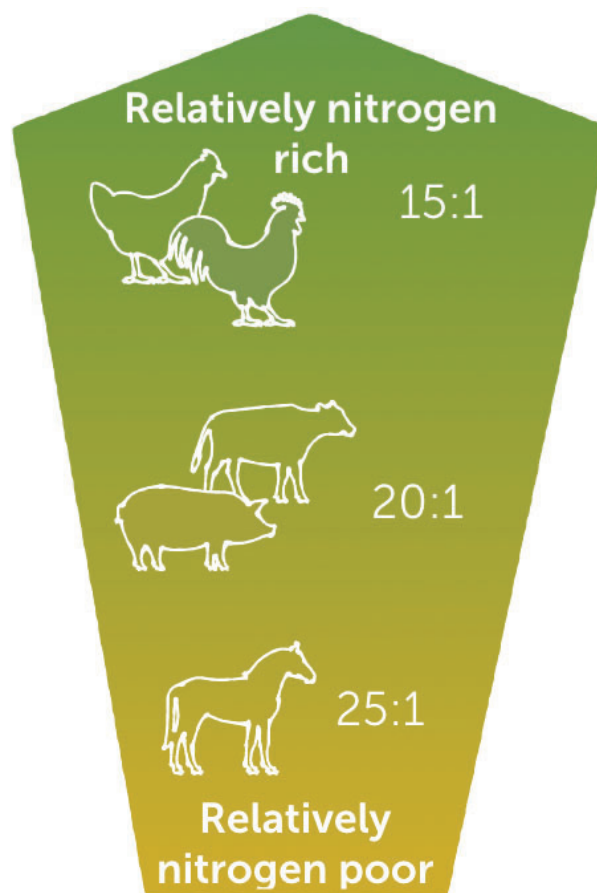 Relatively nitrogen
rich
15:1
20:1
25:1
Relatively
nitrogen poor